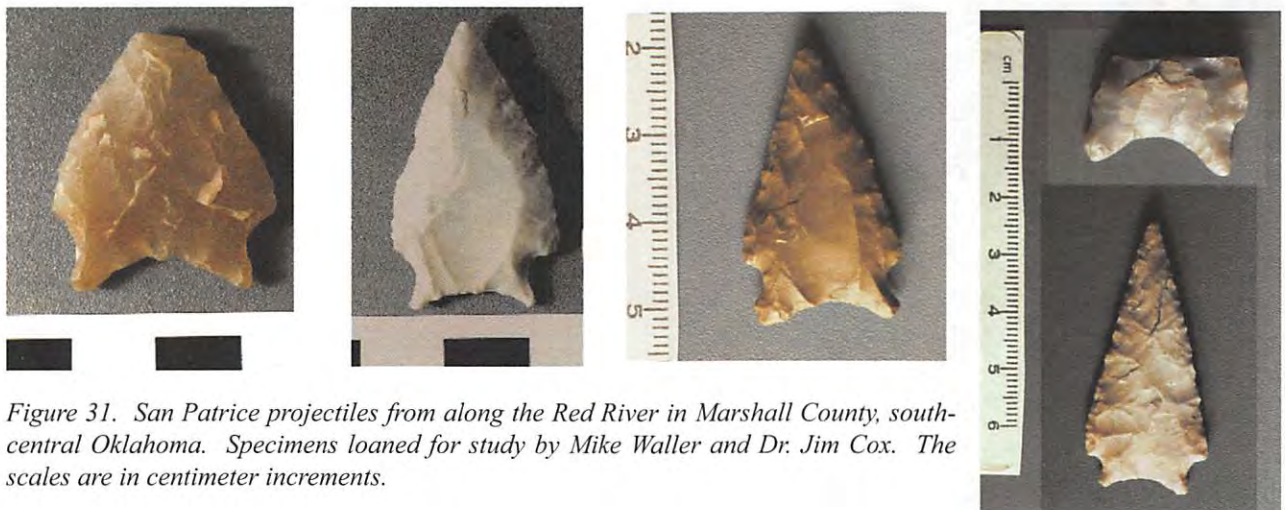 2
3
4
5
cm
1
2
3
4
5
6
Figure 31. San Patrice projectiles from along the Red River in Marshall County, south-
central Oklahoma. Specimens loaned for study by Mike Waller and Dr. Jim Cox. The
scales are in centimeter increments.